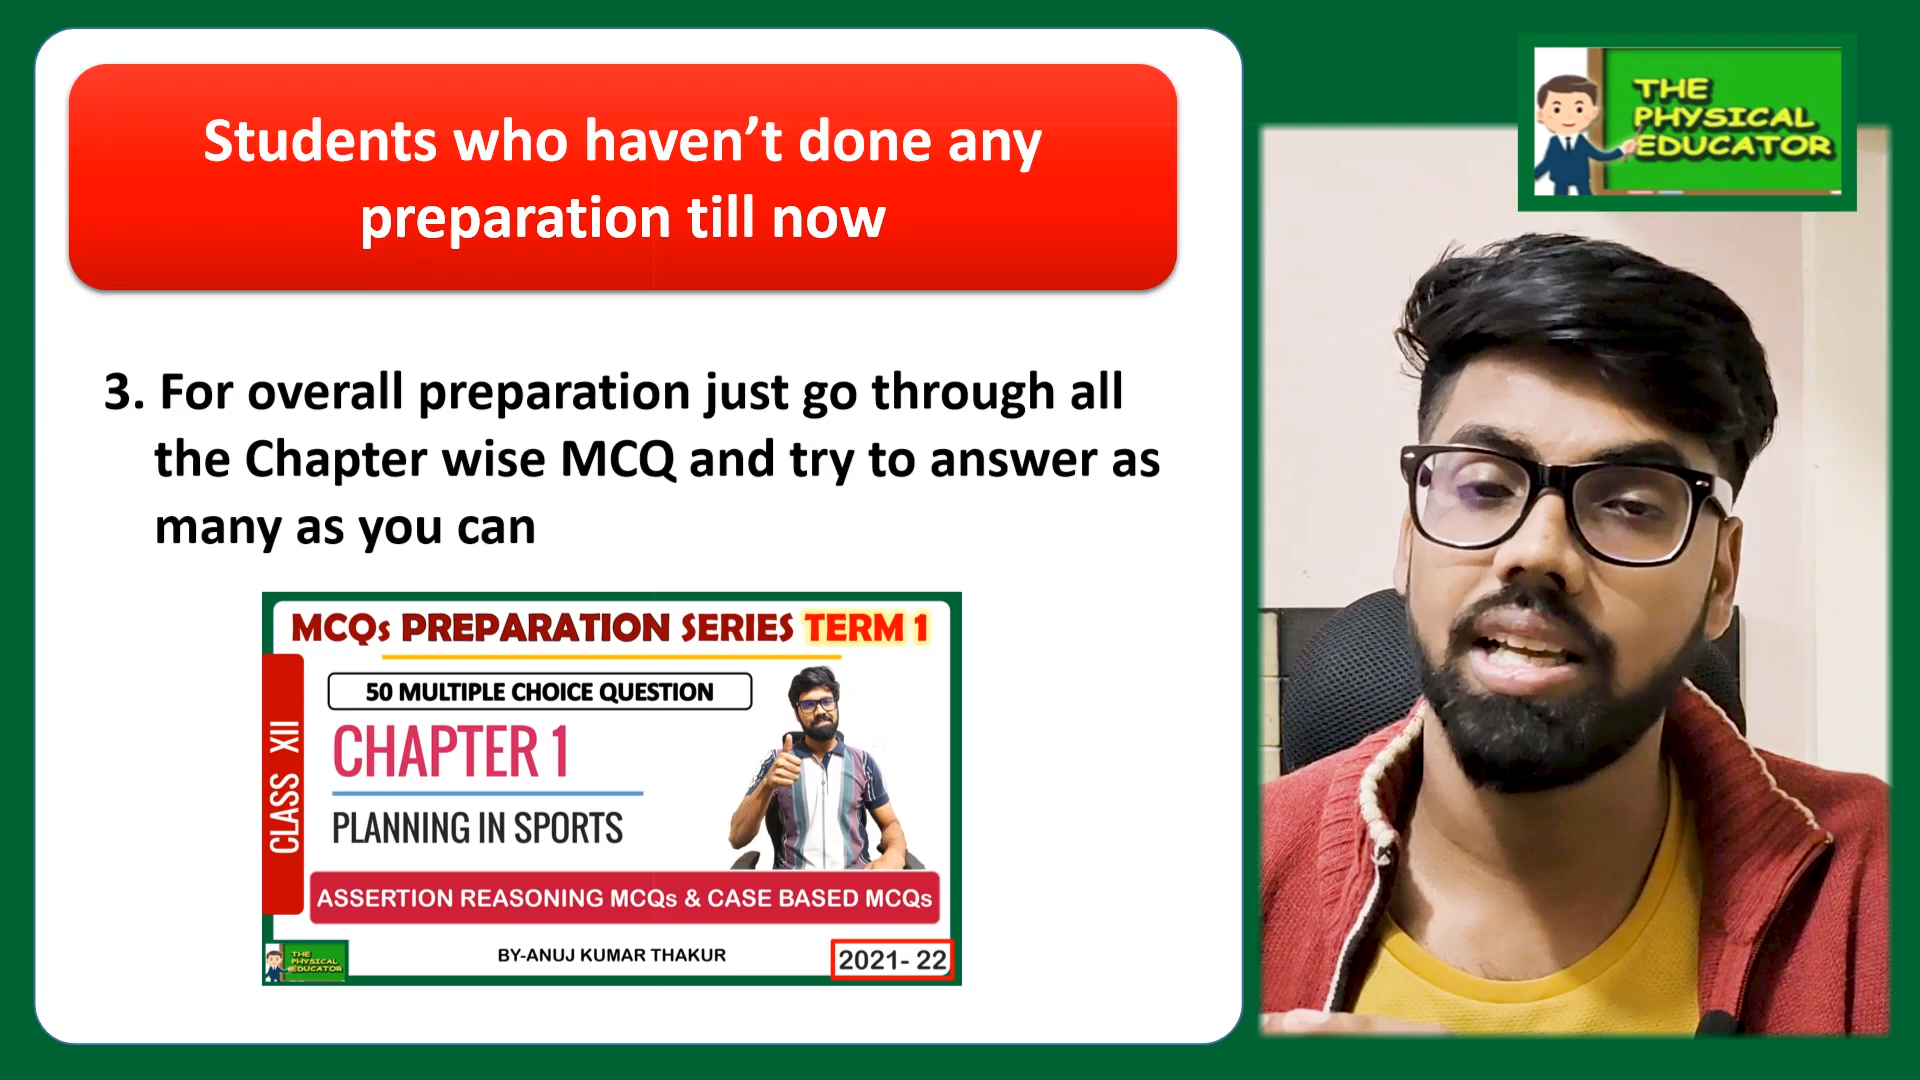 Students who haven’t done any
preparation till now
THE
PHYSICAL
EDUCATOR
3. For overall preparation just go through all
the Chapter wise MCQ and try to answer as
many as you can
MCQs PREPARATION SERIES TERM 1
50 MULTIPLE CHOICE QUESTION
CLASS XII
CHAPTER 1
PLANNING IN SPORTS
ASSERTION REASONING MCQs & CASE BASED MCQs
THE
PHYSICAL
EDUCATOR
BY-ANUJ KUMAR THAKUR
2021- 22